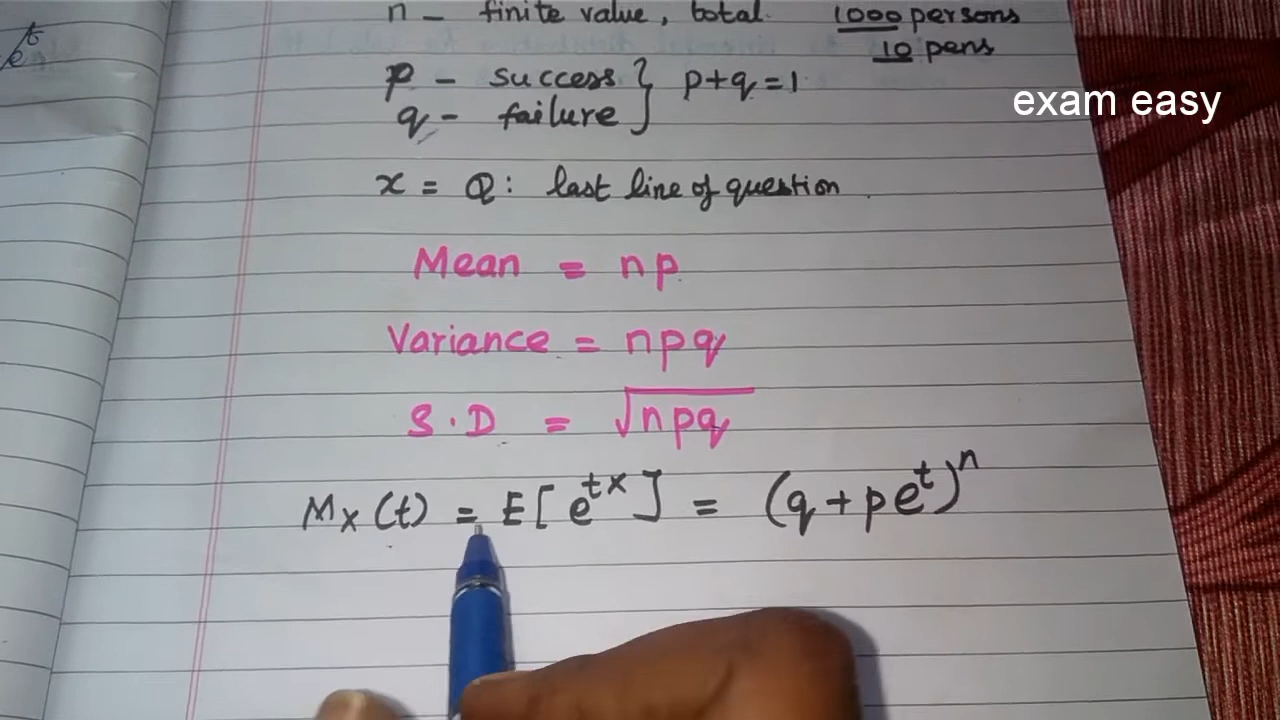 n – finite value, total 1000 persons
10 pens
p – success } p+q=1
q – failure
exam easy
x = Q: last line of question.
Mean = np
Variance = npq
S.D = √npq
Mx(t) = E[e^tx] = (q+pe^t)^n
e^t